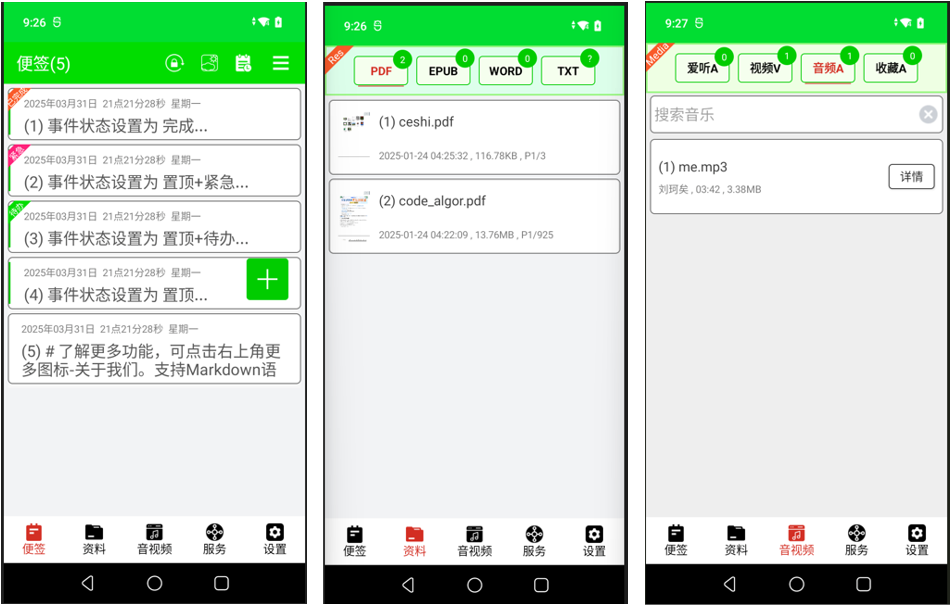 9:26
便签(5)
已完成
2025年03月31日 21点21分28秒 星期一
(1) 事件状态设置为 完成...
紧急
2025年03月31日 21点21分28秒 星期一
(2) 事件状态设置为 置顶+紧急...
待办
2025年03月31日 21点21分28秒 星期一
(3) 事件状态设置为 置顶+待办...
2025年03月31日 21点21分28秒 星期一
(4) 事件状态设置为 置顶...
2025年03月31日 21点21分28秒 星期一
(5) # 了解更多功能，可点击右上角更
多图标-关于我们。支持Markdown语
便签 资料 音视频 服务 设置
9:26
Res
PDF 2 EPUB 0 WORD 0 TXT ?
(1) ceshi.pdf
2025-01-24 04:25:32 , 116.78KB , P1/3
(2) code_algor.pdf
2025-01-24 04:22:09 , 13.76MB , P1/925
便签 资料 音视频 服务 设置
9:27
Media
爱听A 0 视频V 1 音频A 1 收藏A 0
搜索音乐
(1) me.mp3
刘珂矣 , 03:42 , 3.38MB
详情
便签 资料 音视频 服务 设置